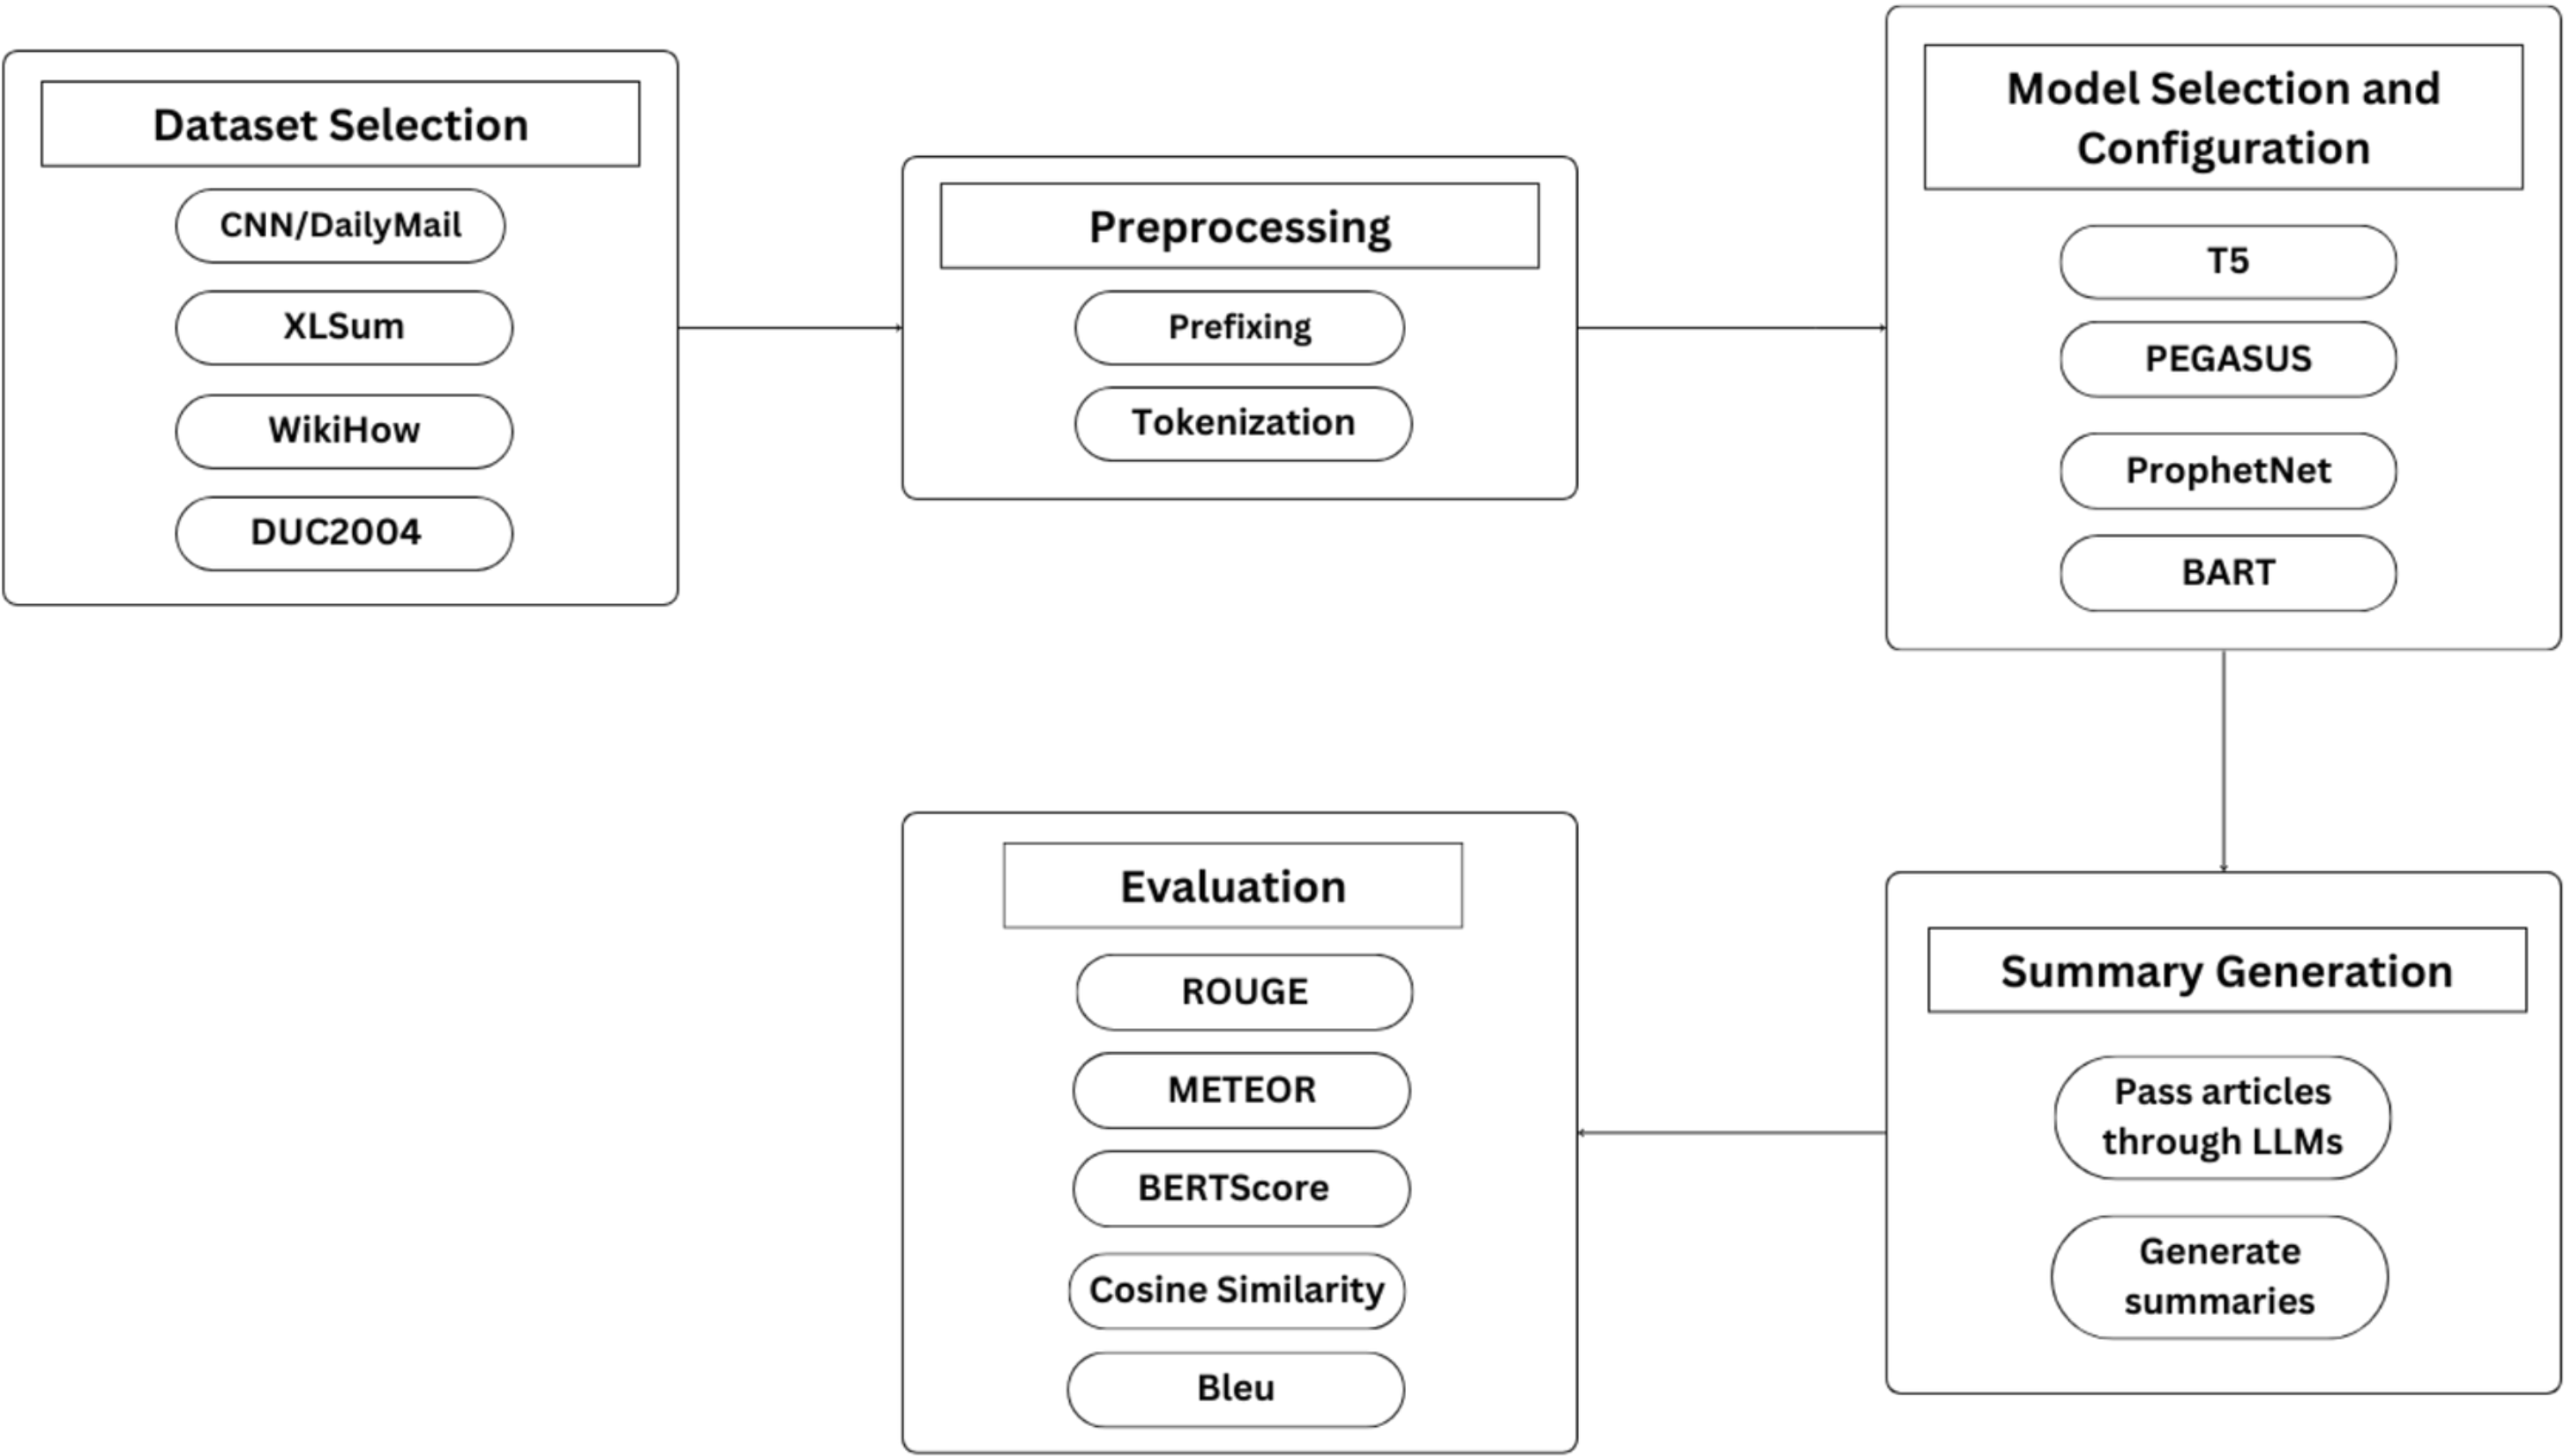 Dataset Selection
CNN/DailyMail
XLSum
WikiHow
DUC2004
Preprocessing
Prefixing
Tokenization
Model Selection and
Configuration
T5
PEGASUS
ProphetNet
BART
Summary Generation
Pass articles
through LLMs
Generate
summaries
Evaluation
ROUGE
METEOR
BERTScore
Cosine Similarity
Bleu